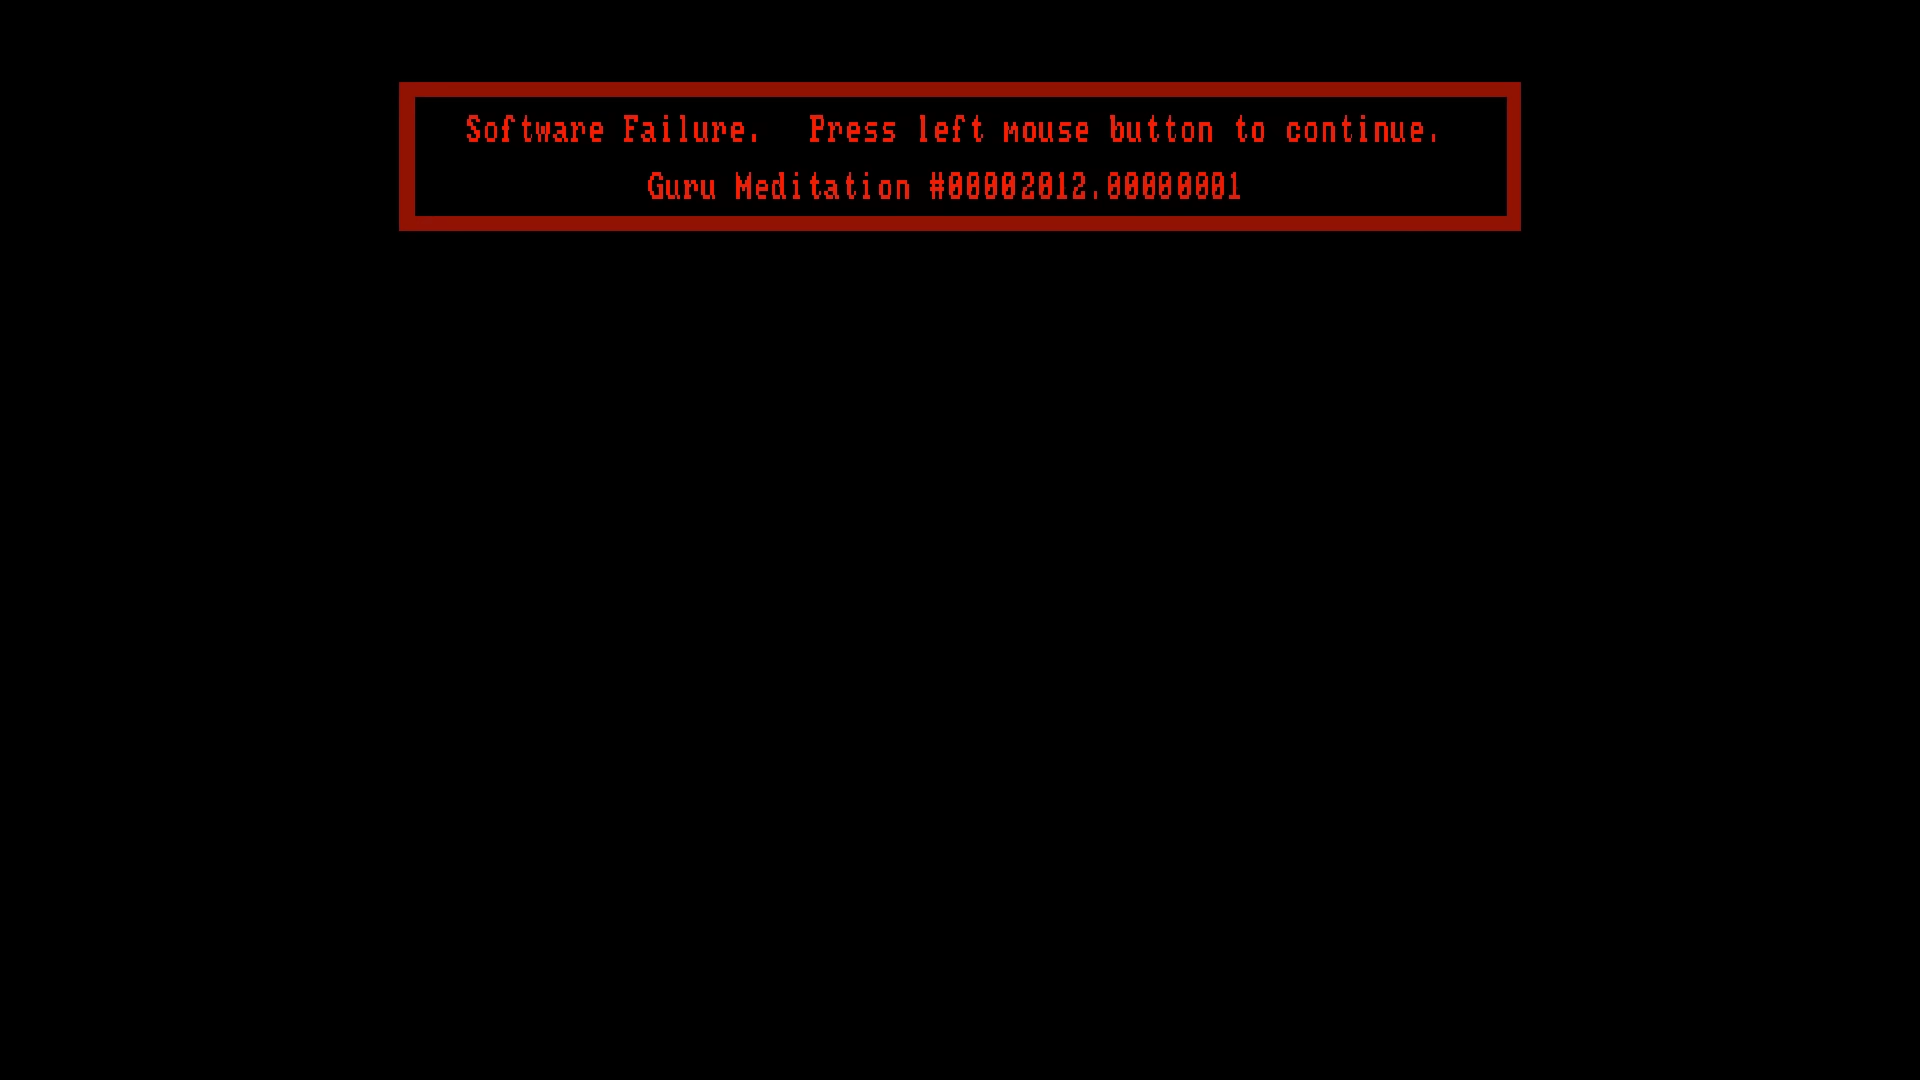 Software Failure.  Press left mouse button to continue.
Guru Meditation #00002012.00000001